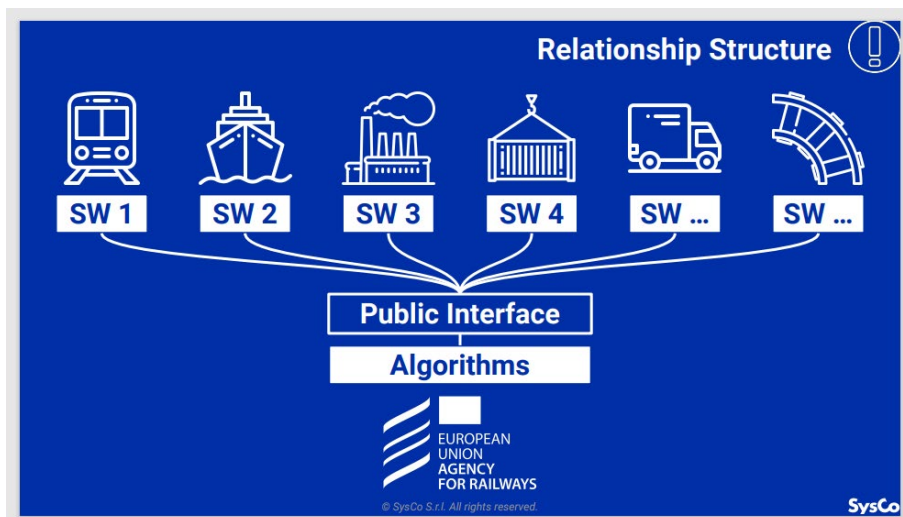 Relationship Structure
SW 1 SW 2 SW 3 SW 4 SW ... SW ...
Public Interface
Algorithms
EUROPEAN
UNION
AGENCY
FOR RAILWAYS
© SysCo S.r.l. All rights reserved.
SysCo